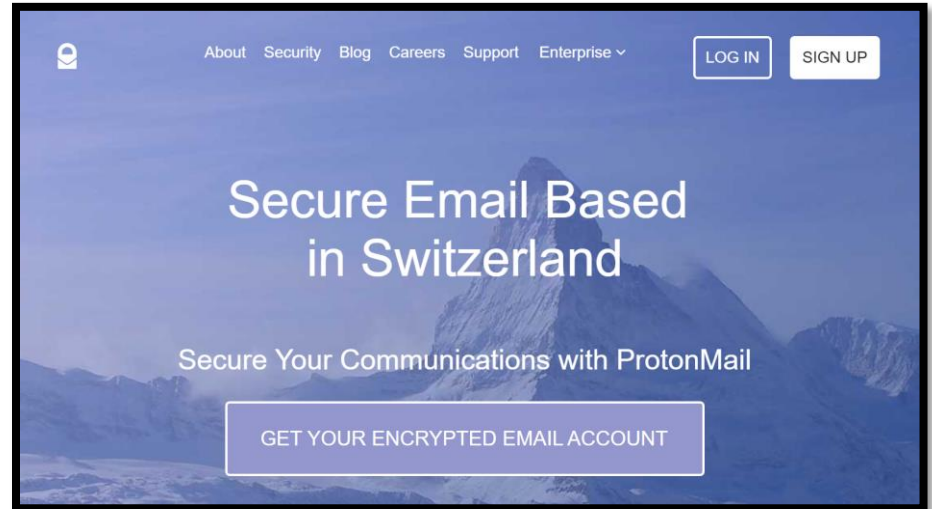 About Security Blog Careers Support Enterprise
LOG IN
SIGN UP
Secure Email Based
in Switzerland
Secure Your Communications with ProtonMail
GET YOUR ENCRYPTED EMAIL ACCOUNT